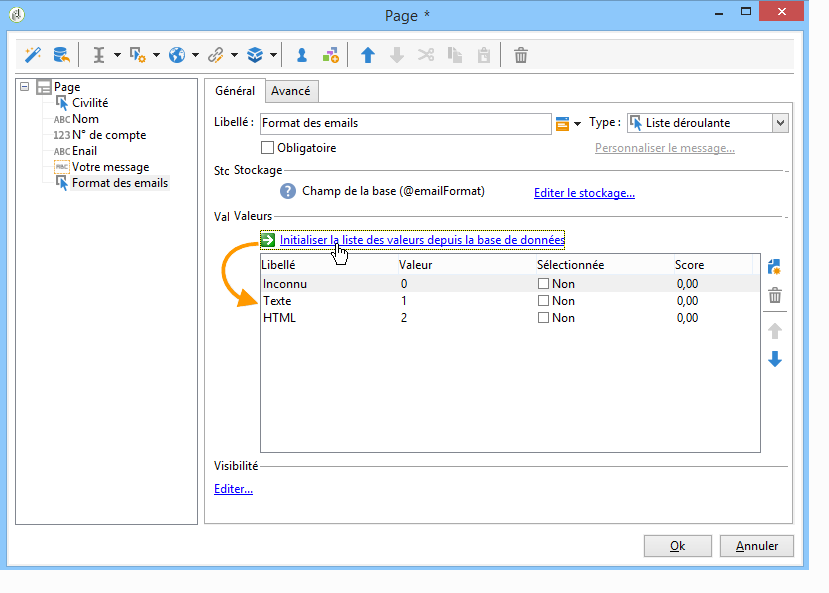 Page *
Page
Civilité
ABC Nom
123 N° de compte
ABC Email
ABC Votre message
Format des emails
Général Avancé
Libellé : Format des emails Type : Liste déroulante
Obligatoire Personnaliser le message...
Stc Stockage
? Champ de la base (@emailFormat) Editer le stockage...
Val Valeurs
Initialiser la liste des valeurs depuis la base de données
Libellé Valeur Sélectionnée Score
Inconnu 0 Non 0,00
Texte 1 Non 0,00
HTML 2 Non 0,00
Visibilité
Editer...
Ok Annuler